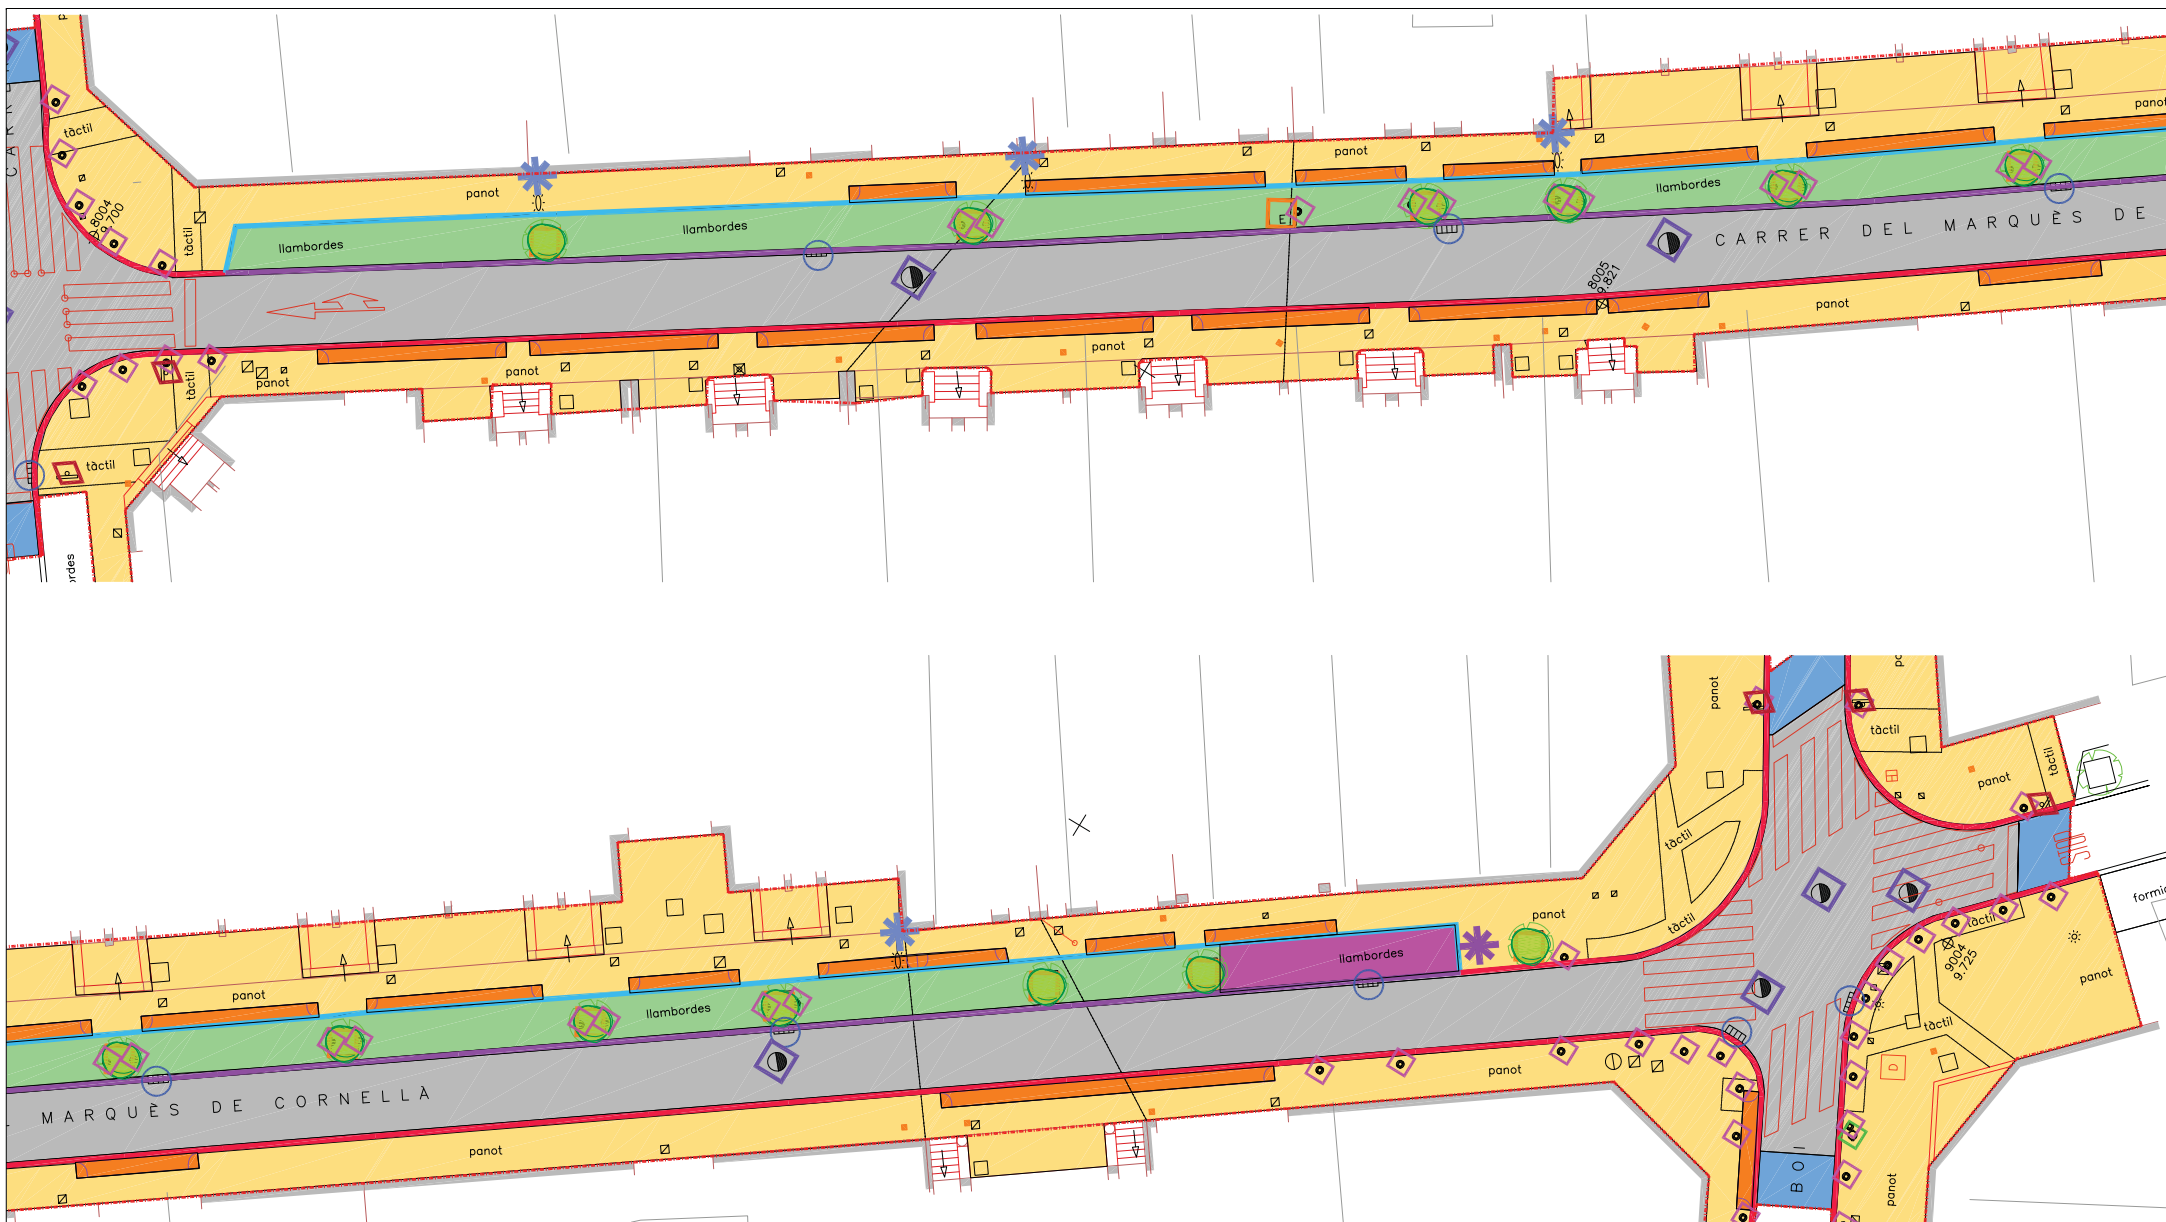 tàctil
8004
9.700
tàctil
panot
llambordes
llambordes
E
panot
llambordes
panot
CARRER DEL MARQUÈS DE
8005
9.821
panot
panot
panot
panot
tàctil
tàctil
panot
panot
tàctil
panot
tàctil
tàctil
tàctil
panot
llambordes
panot
llambordes
tàctil
9004
9.725
panot
tàctil
MARQUÈS DE CORNELLÀ
panot
panot
D
panot
BOI